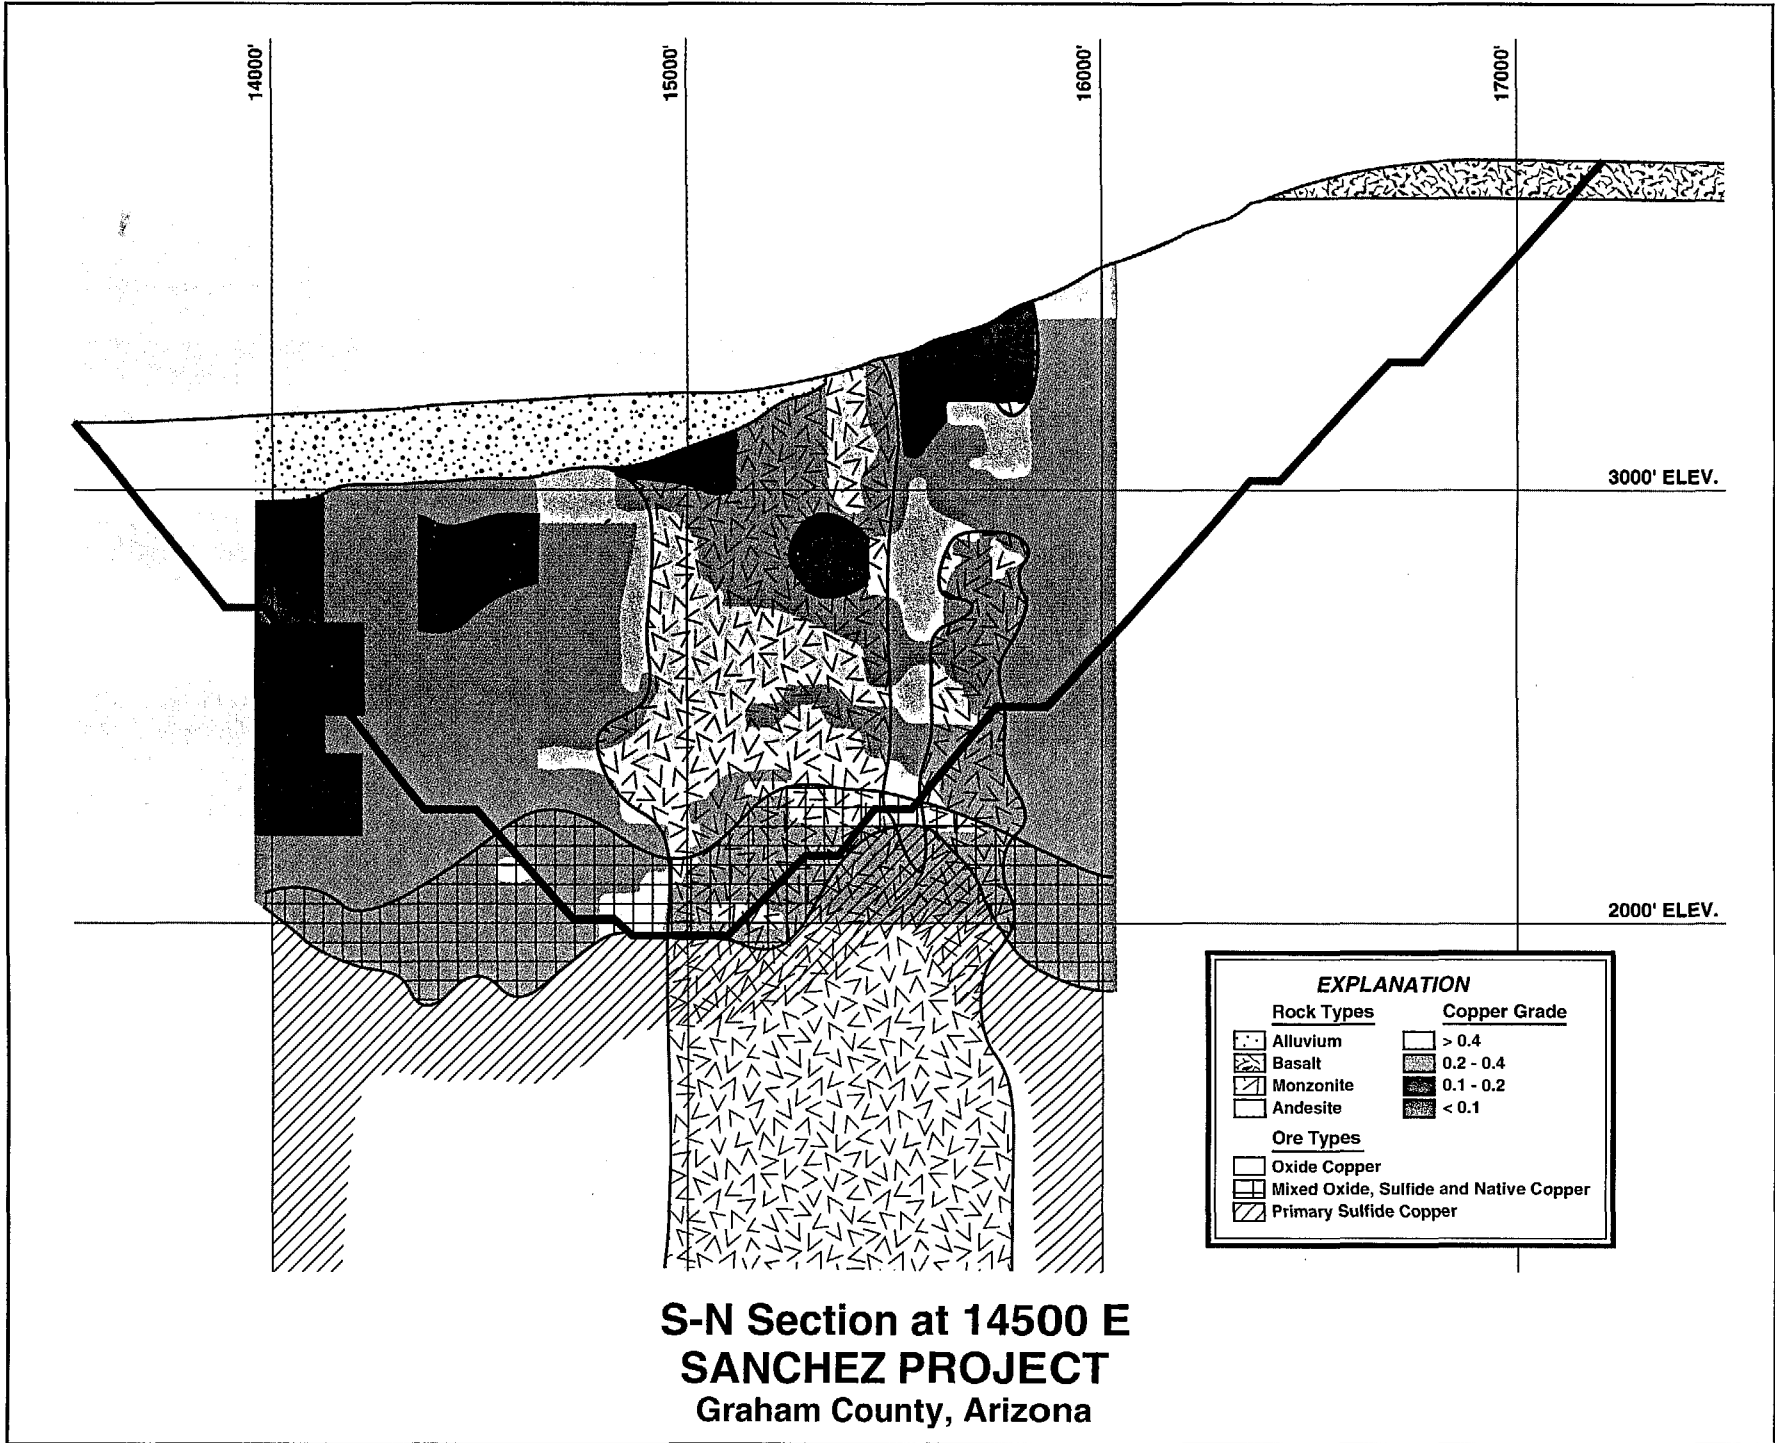 14000'
15000'
16000'
17000'
3000' ELEV.
2000' ELEV.
EXPLANATION
Rock Types
Alluvium
Basalt
Monzonite
Andesite
Copper Grade
> 0.4
0.2 - 0.4
0.1 - 0.2
< 0.1
Ore Types
Oxide Copper
Mixed Oxide, Sulfide and Native Copper
Primary Sulfide Copper
S-N Section at 14500 E
SANCHEZ PROJECT
Graham County, Arizona